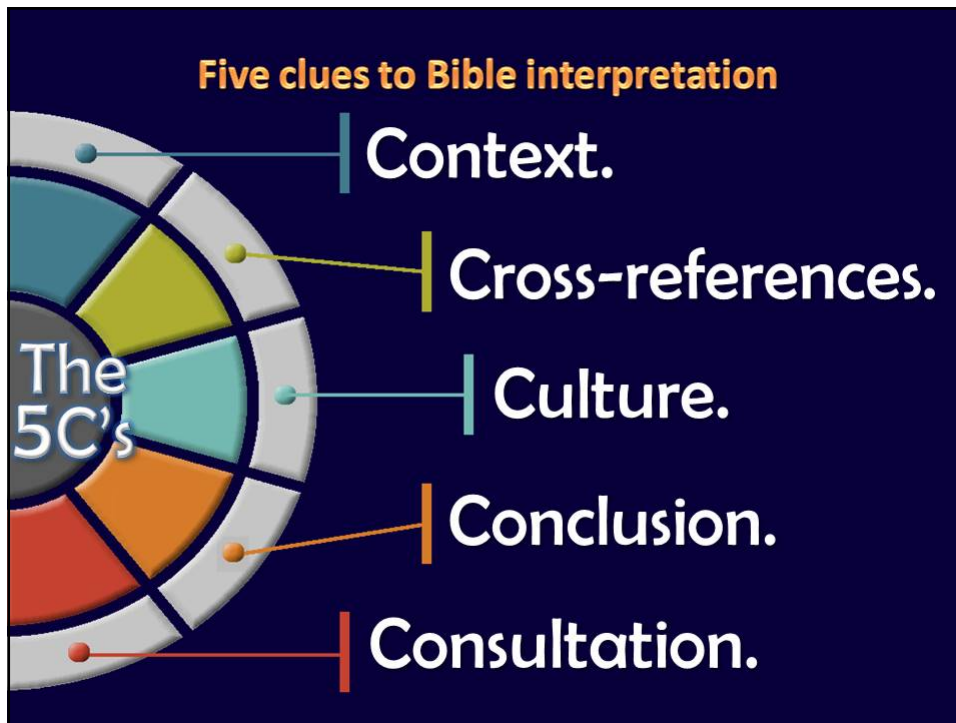 Five clues to Bible interpretation
Context.
Cross-references.
Culture.
Conclusion.
Consultation.
The
5C's